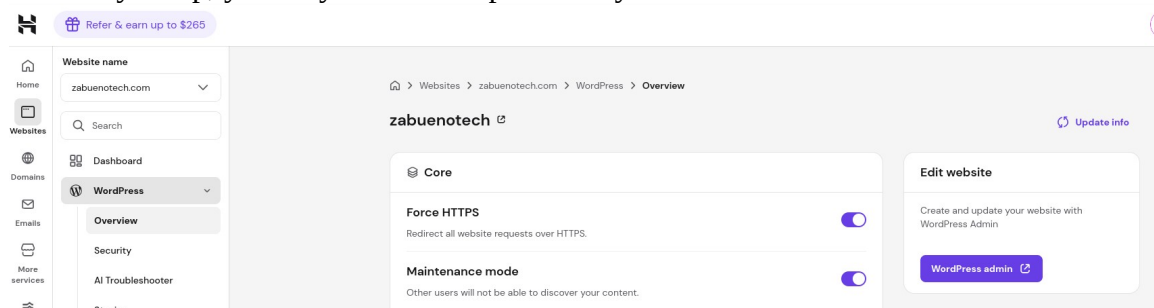 Refer & earn up to $265
Home
Websites
Domains
Emails
More
services
Website name
zabuenotech.com
Search
Dashboard
WordPress
Overview
Security
AI Troubleshooter
Websites > zabuenotech.com > WordPress > Overview
zabuenotech
Update info
Core
Force HTTPS
Redirect all website requests over HTTPS.
Maintenance mode
Other users will not be able to discover your content.
Edit website
Create and update your website with
WordPress Admin
WordPress admin